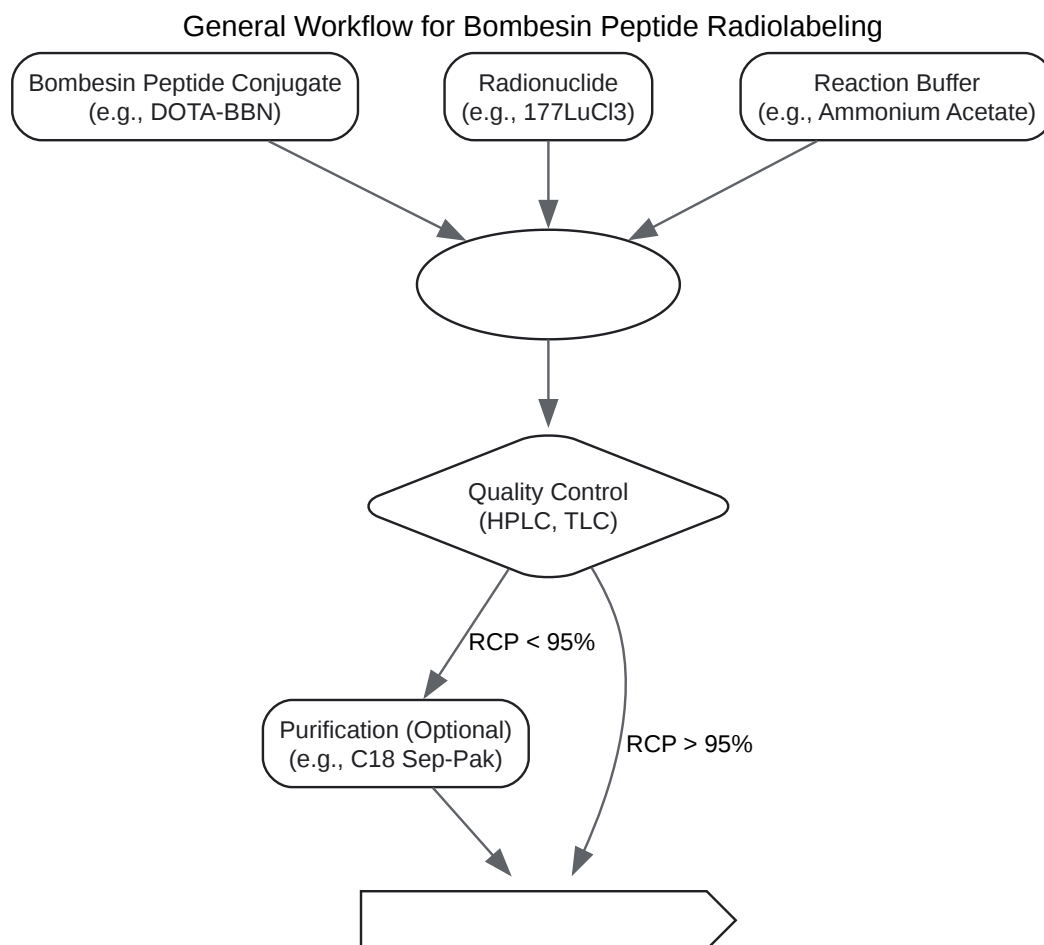 General Workflow for Bombesin Peptide Radiolabeling
Bombesin Peptide Conjugate
(e.g., DOTA-BBN)
Radionuclide
(e.g., 177LuCl3)
Reaction Buffer
(e.g., Ammonium Acetate)
Quality Control
(HPLC, TLC)
RCP < 95%
Purification (Optional)
(e.g., C18 Sep-Pak)
RCP > 95%